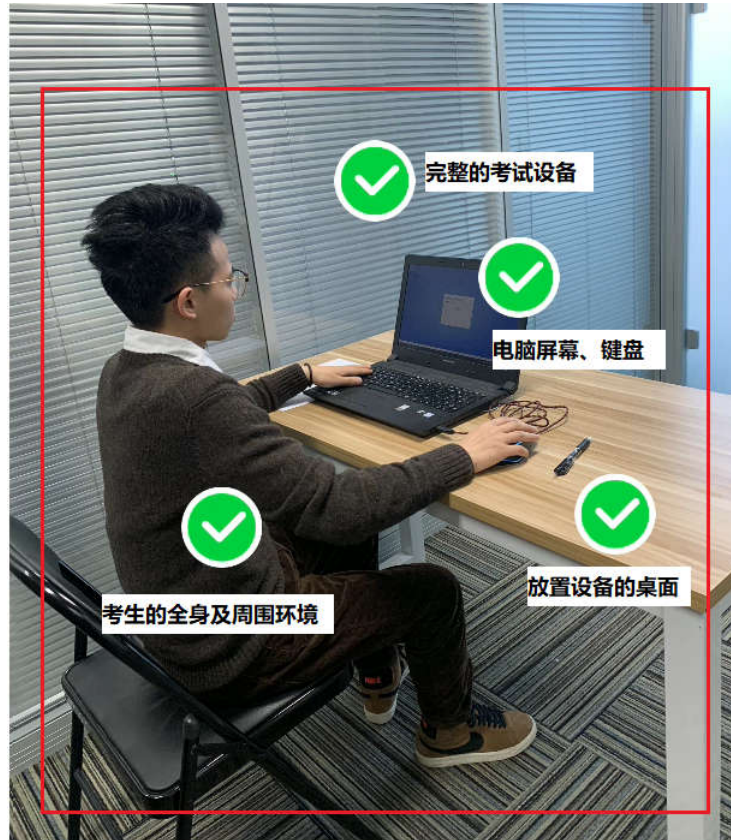 完整的考试设备
电脑屏幕、键盘
放置设备的桌面
考生的全身及周围环境